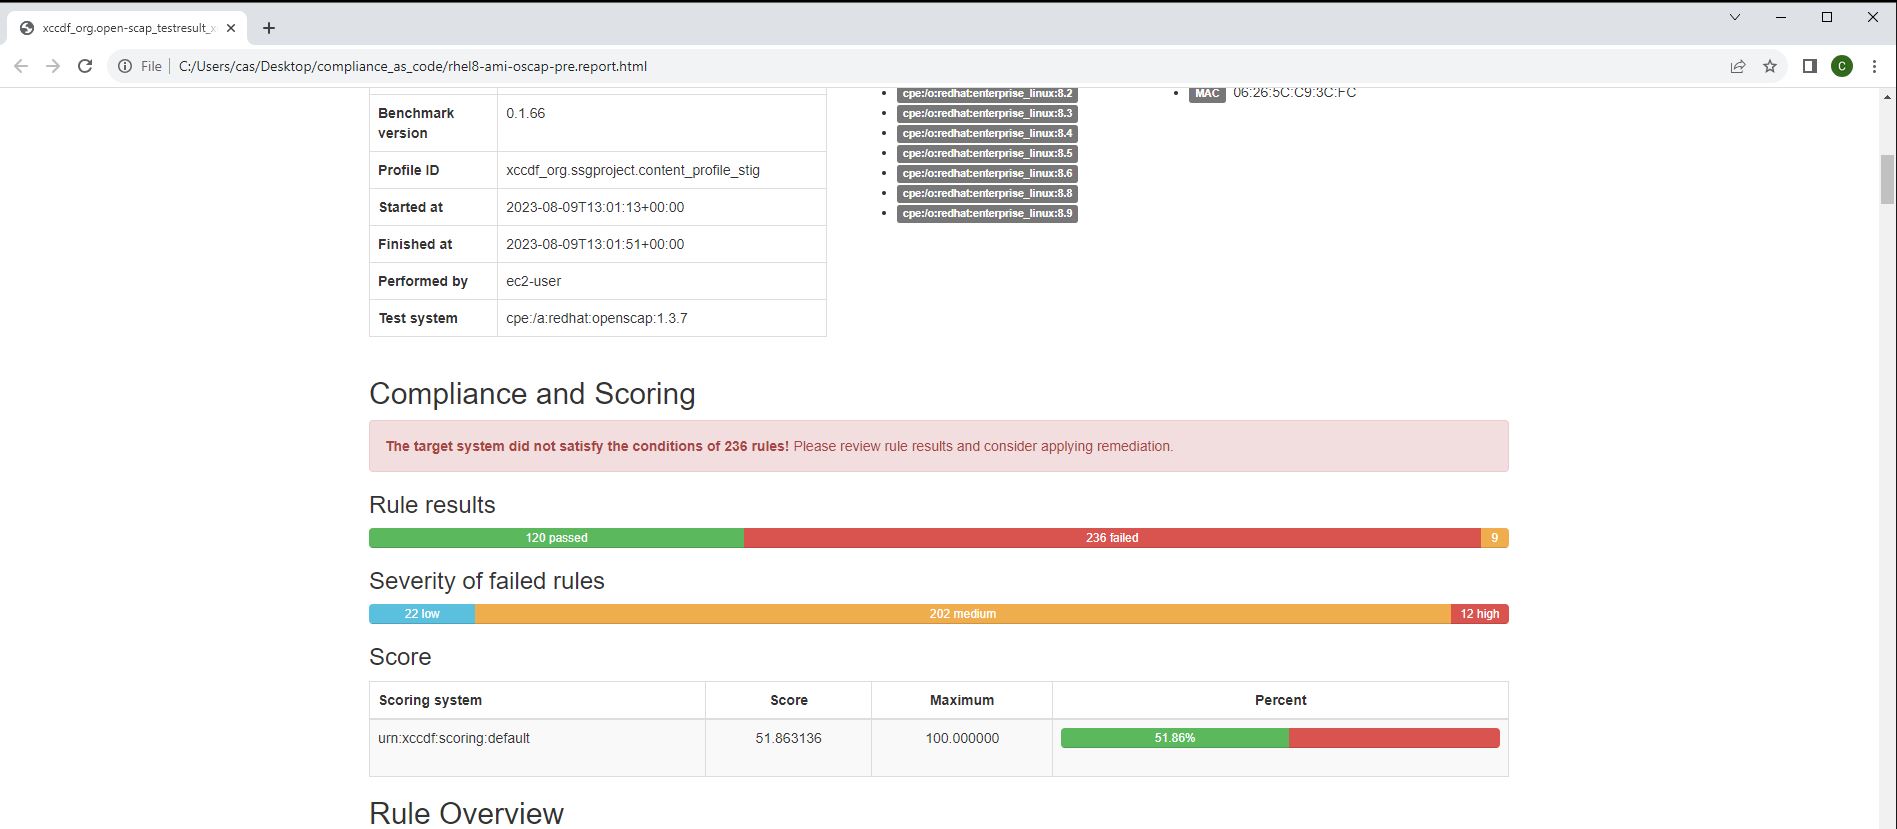 xccdf_org.open-scap_testresult_x
File
C:/Users/cas/Desktop/compliance_as_code/rhel8-ami-oscap-pre.report.html
C
Benchmark version
0.1.66
Profile ID
xccdf_org.ssgproject.content_profile_stig
Started at
2023-08-09T13:01:13+00:00
Finished at
2023-08-09T13:01:51+00:00
Performed by
ec2-user
Test system
cpe:/a:redhat:openscap:1.3.7
cpe:/o:redhat:enterprise_linux:8.2
cpe:/o:redhat:enterprise_linux:8.3
cpe:/o:redhat:enterprise_linux:8.4
cpe:/o:redhat:enterprise_linux:8.5
cpe:/o:redhat:enterprise_linux:8.6
cpe:/o:redhat:enterprise_linux:8.8
cpe:/o:redhat:enterprise_linux:8.9
MAC 06:26:5C:C9:3C:FC
Compliance and Scoring
The target system did not satisfy the conditions of 236 rules! Please review rule results and consider applying remediation.
Rule results
120 passed
236 failed
9
Severity of failed rules
22 low
202 medium
12 high
Score
Scoring system
Score
Maximum
Percent
urn:xccdf:scoring:default
51.863136
100.000000
51.86%
Rule Overview